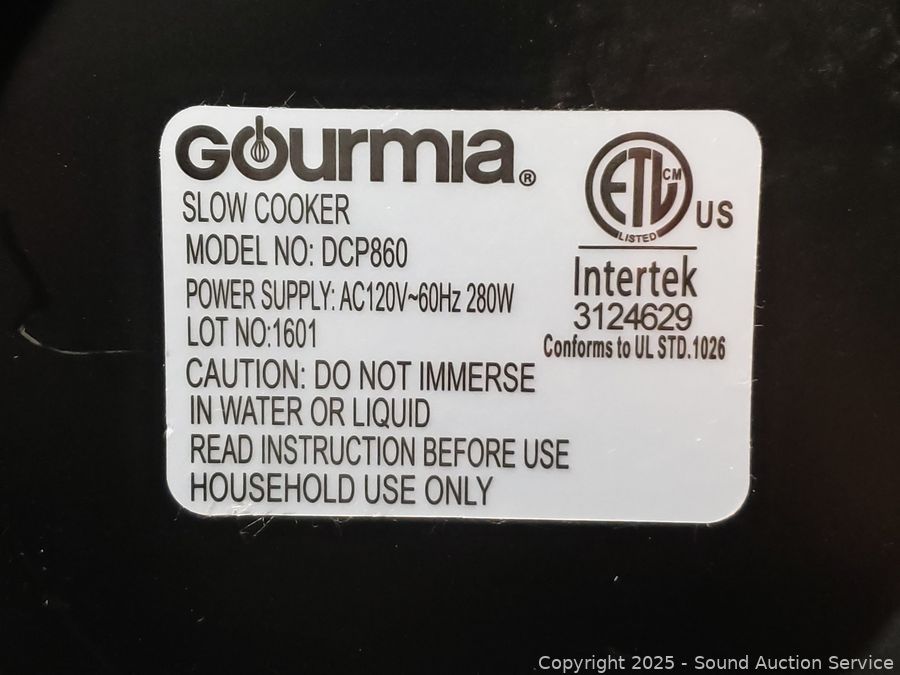 GOURMIA®
SLOW COOKER
MODEL NO: DCP860
POWER SUPPLY: AC120V~60Hz 280W
LOT NO:1601
CAUTION: DO NOT IMMERSE
IN WATER OR LIQUID
READ INSTRUCTION BEFORE USE
HOUSEHOLD USE ONLY
ETL CM
LISTED
US
Intertek
3124629
Conforms to UL STD.1026
Copyright © 2025 - Sound Auction Service